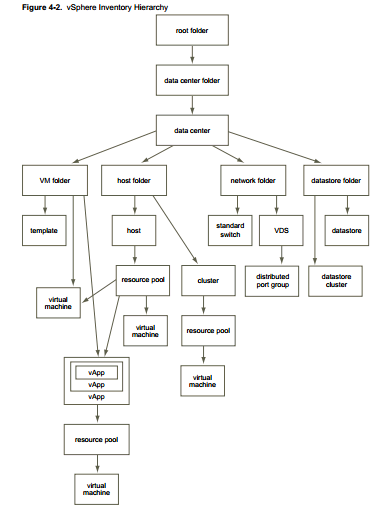 Figure 4-2. vSphere Inventory Hierarchy
root folder
data center folder
data center
VM folder
host folder
network folder
datastore folder
template
host
standard
switch
VDS
datastore
resource pool
cluster
distributed
port group
datastore
cluster
virtual
machine
virtual
machine
resource pool
vApp
vApp
vApp
virtual
machine
resource pool
virtual
machine